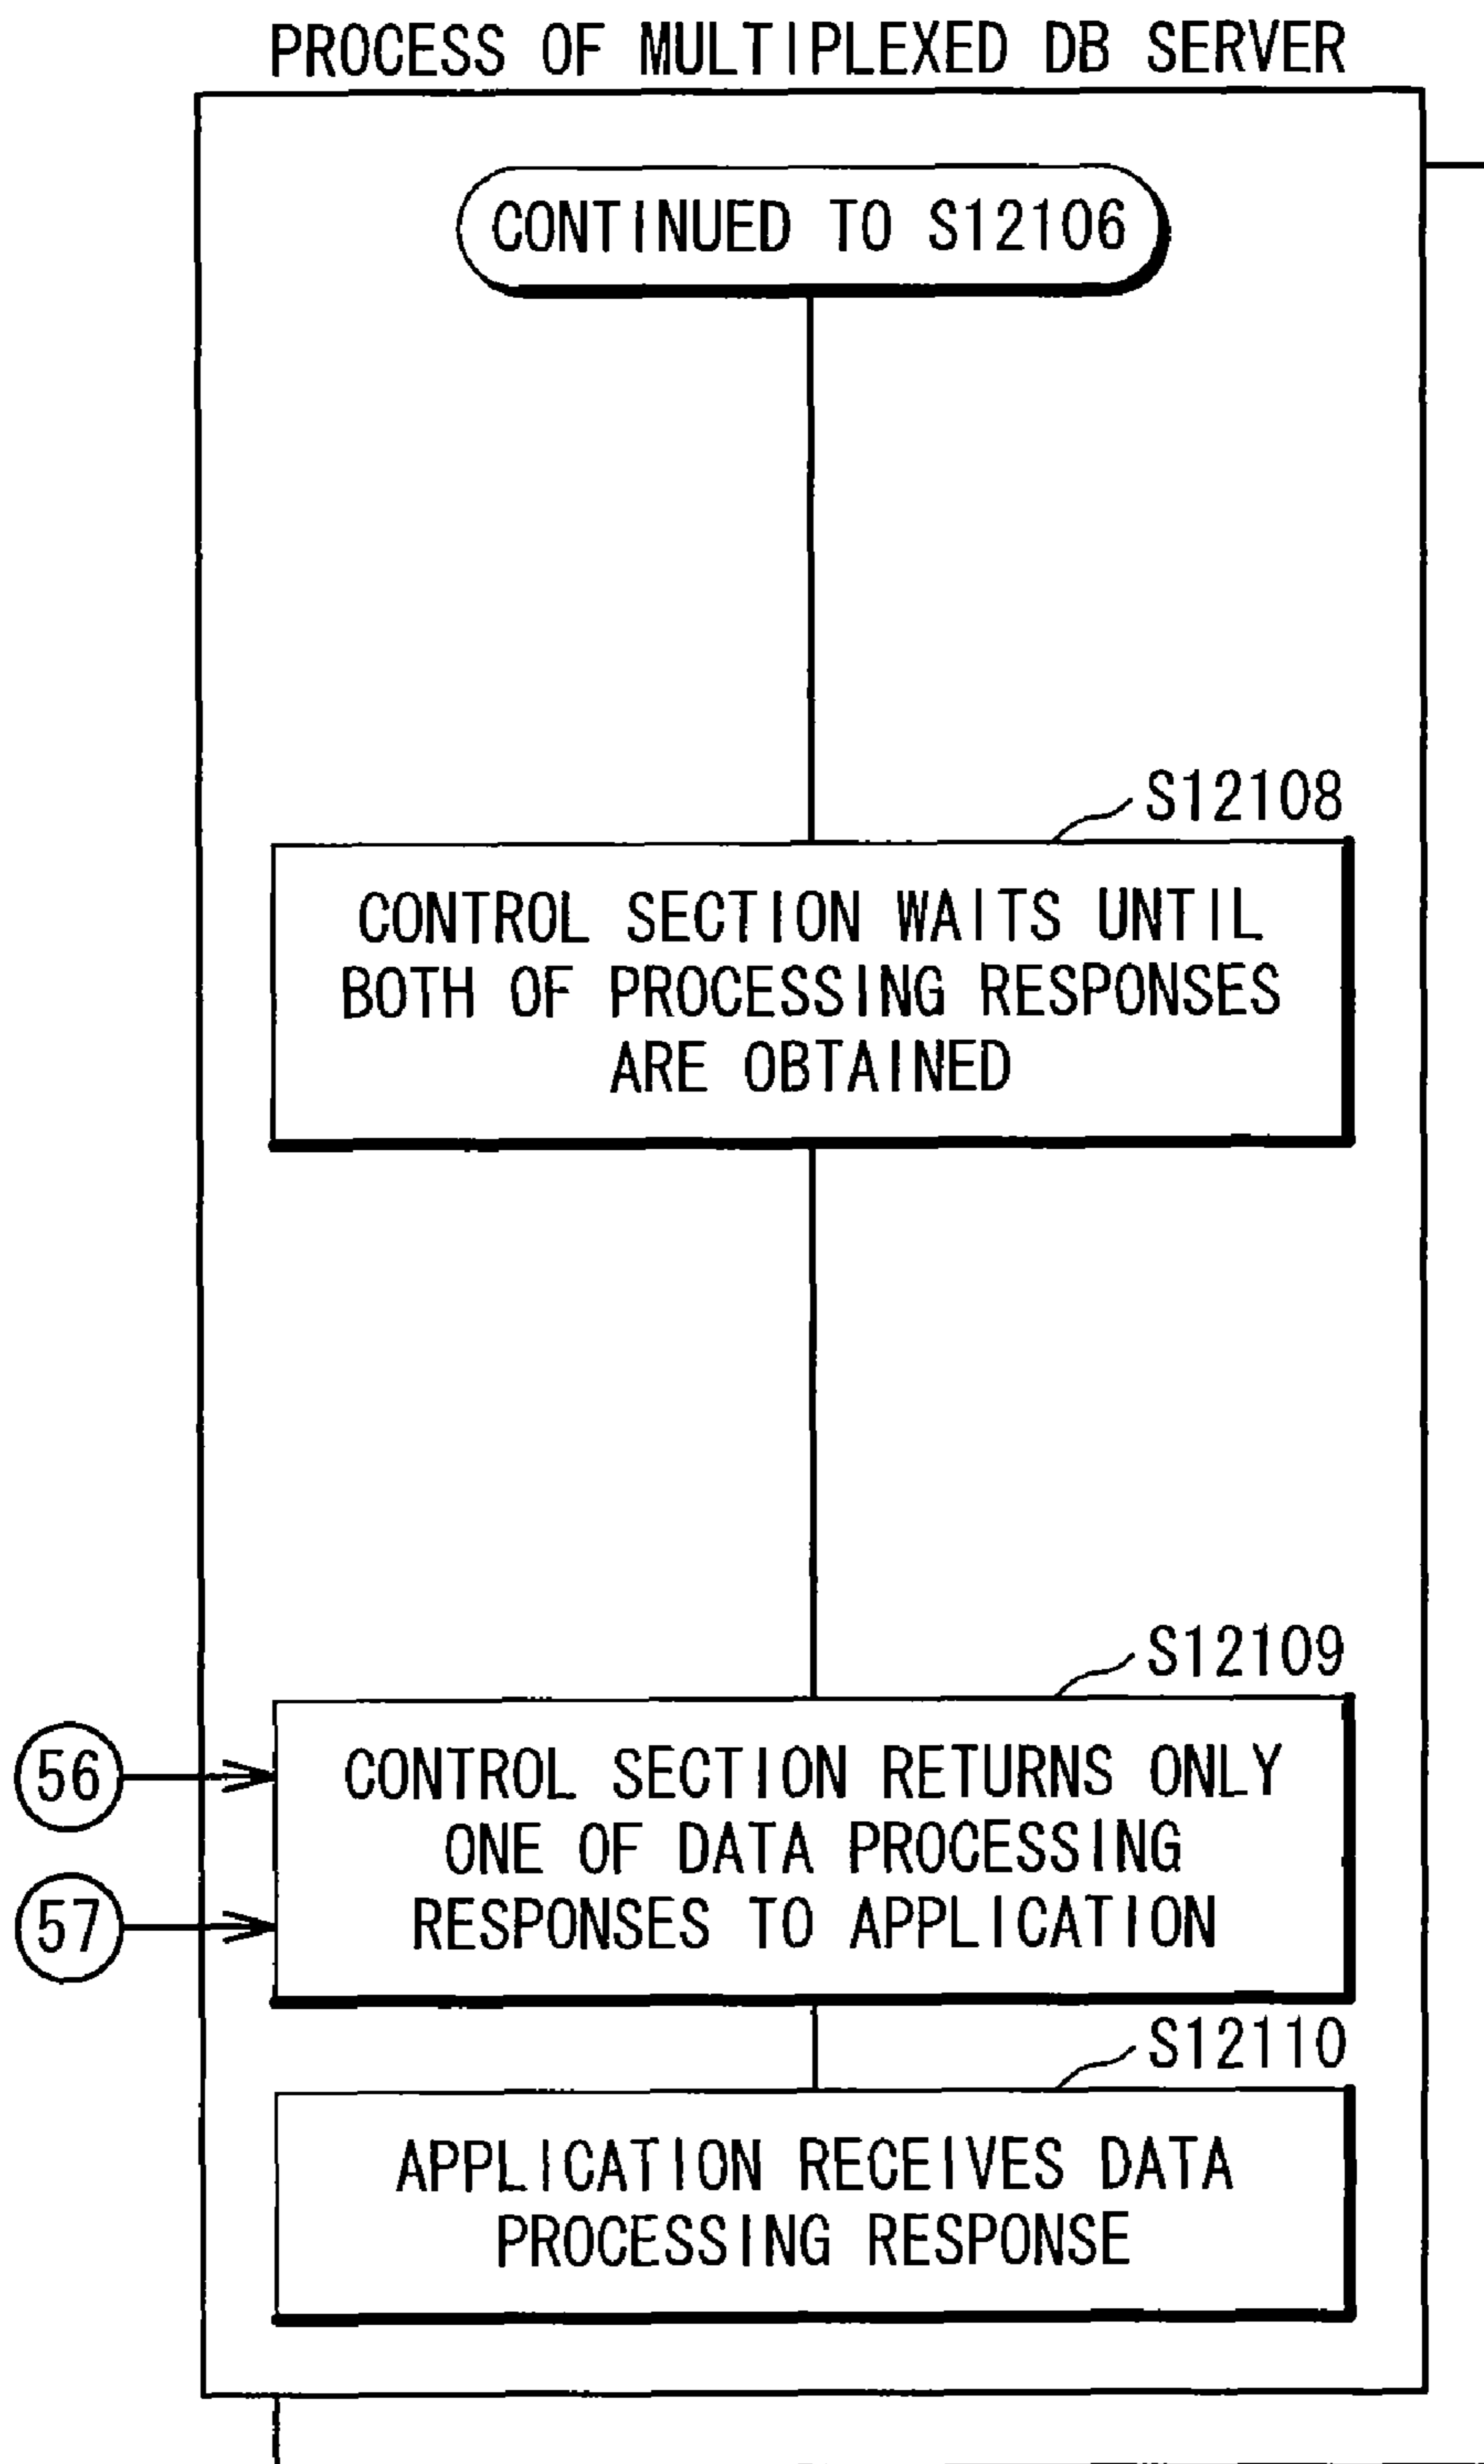 PROCESS OF MULTIPLEXED DB SERVER
CONTINUED TO S12106
S12108
CONTROL SECTION WAITS UNTIL
BOTH OF PROCESSING RESPONSES
ARE OBTAINED
S12109
56
CONTROL SECTION RETURNS ONLY
ONE OF DATA PROCESSING
57
RESPONSES TO APPLICATION
S12110
APPLICATION RECEIVES DATA
PROCESSING RESPONSE